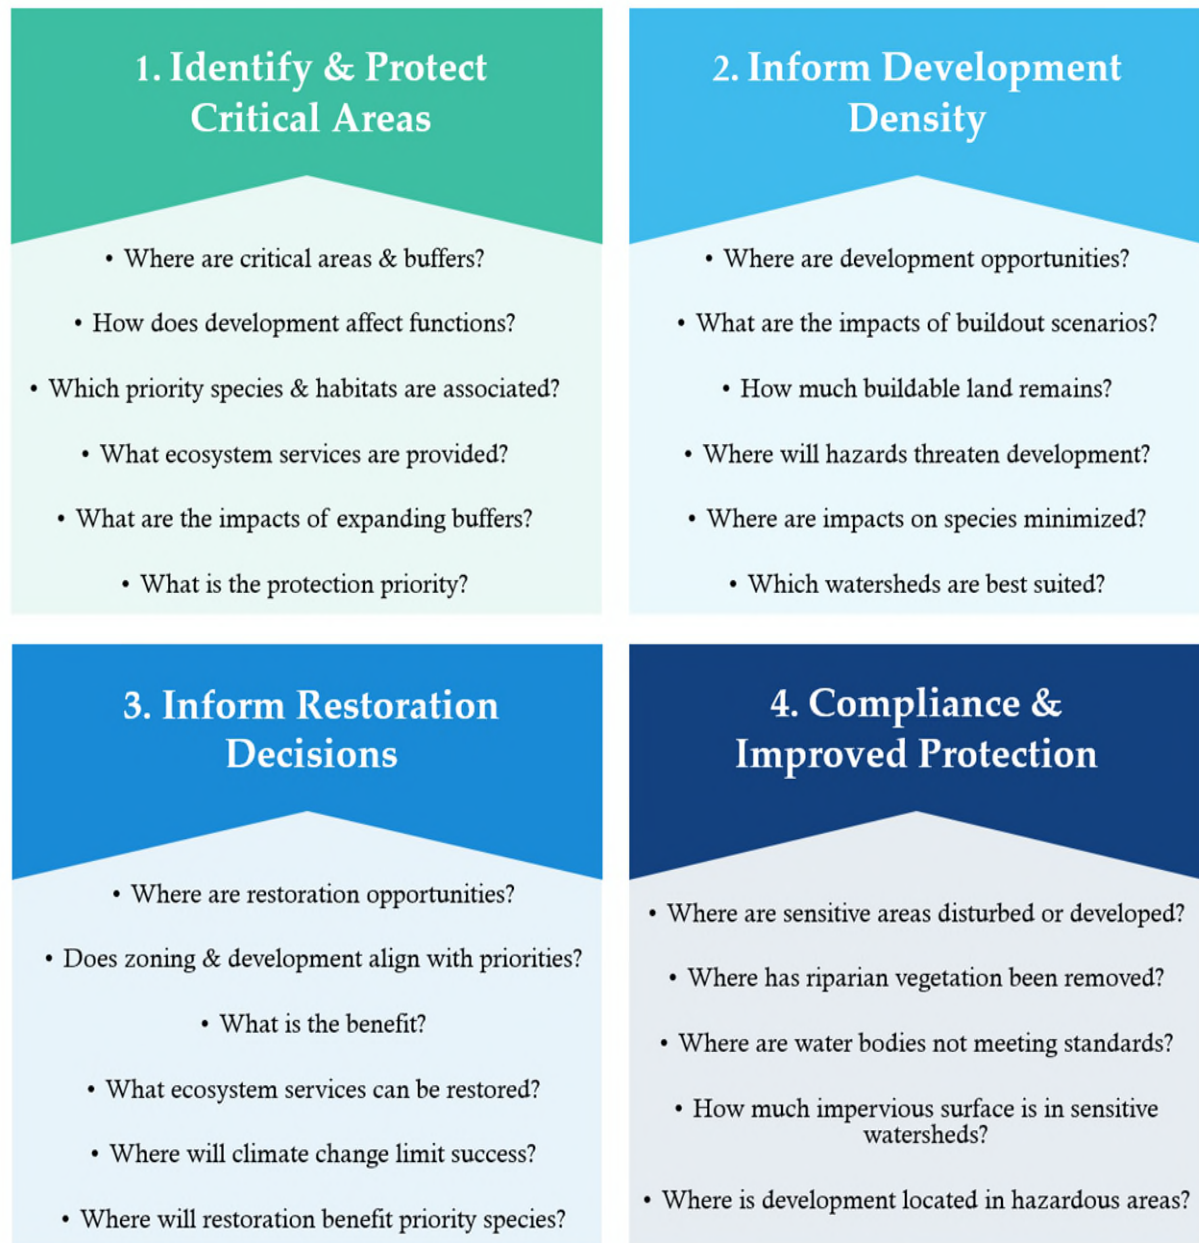 1. Identify & Protect
Critical Areas
• Where are critical areas & buffers?
• How does development affect functions?
• Which priority species & habitats are associated?
• What ecosystem services are provided?
• What are the impacts of expanding buffers?
• What is the protection priority?
2. Inform Development
Density
• Where are development opportunities?
• What are the impacts of buildout scenarios?
• How much buildable land remains?
• Where will hazards threaten development?
• Where are impacts on species minimized?
• Which watersheds are best suited?
3. Inform Restoration
Decisions
• Where are restoration opportunities?
• Does zoning & development align with priorities?
• What is the benefit?
• What ecosystem services can be restored?
• Where will climate change limit success?
• Where will restoration benefit priority species?
4. Compliance &
Improved Protection
• Where are sensitive areas disturbed or developed?
• Where has riparian vegetation been removed?
• Where are water bodies not meeting standards?
• How much impervious surface is in sensitive
watersheds?
• Where is development located in hazardous areas?